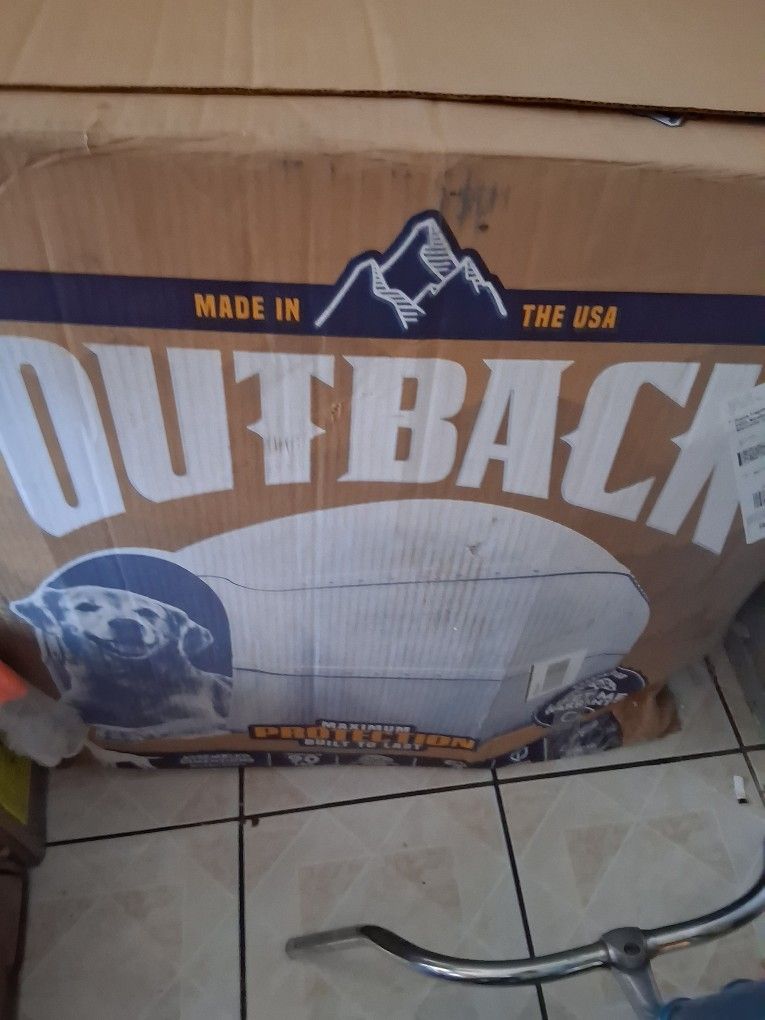 MADE IN THE USA
OUTBACK
MAXIMUM
PROTECTION
BUILT TO LAST